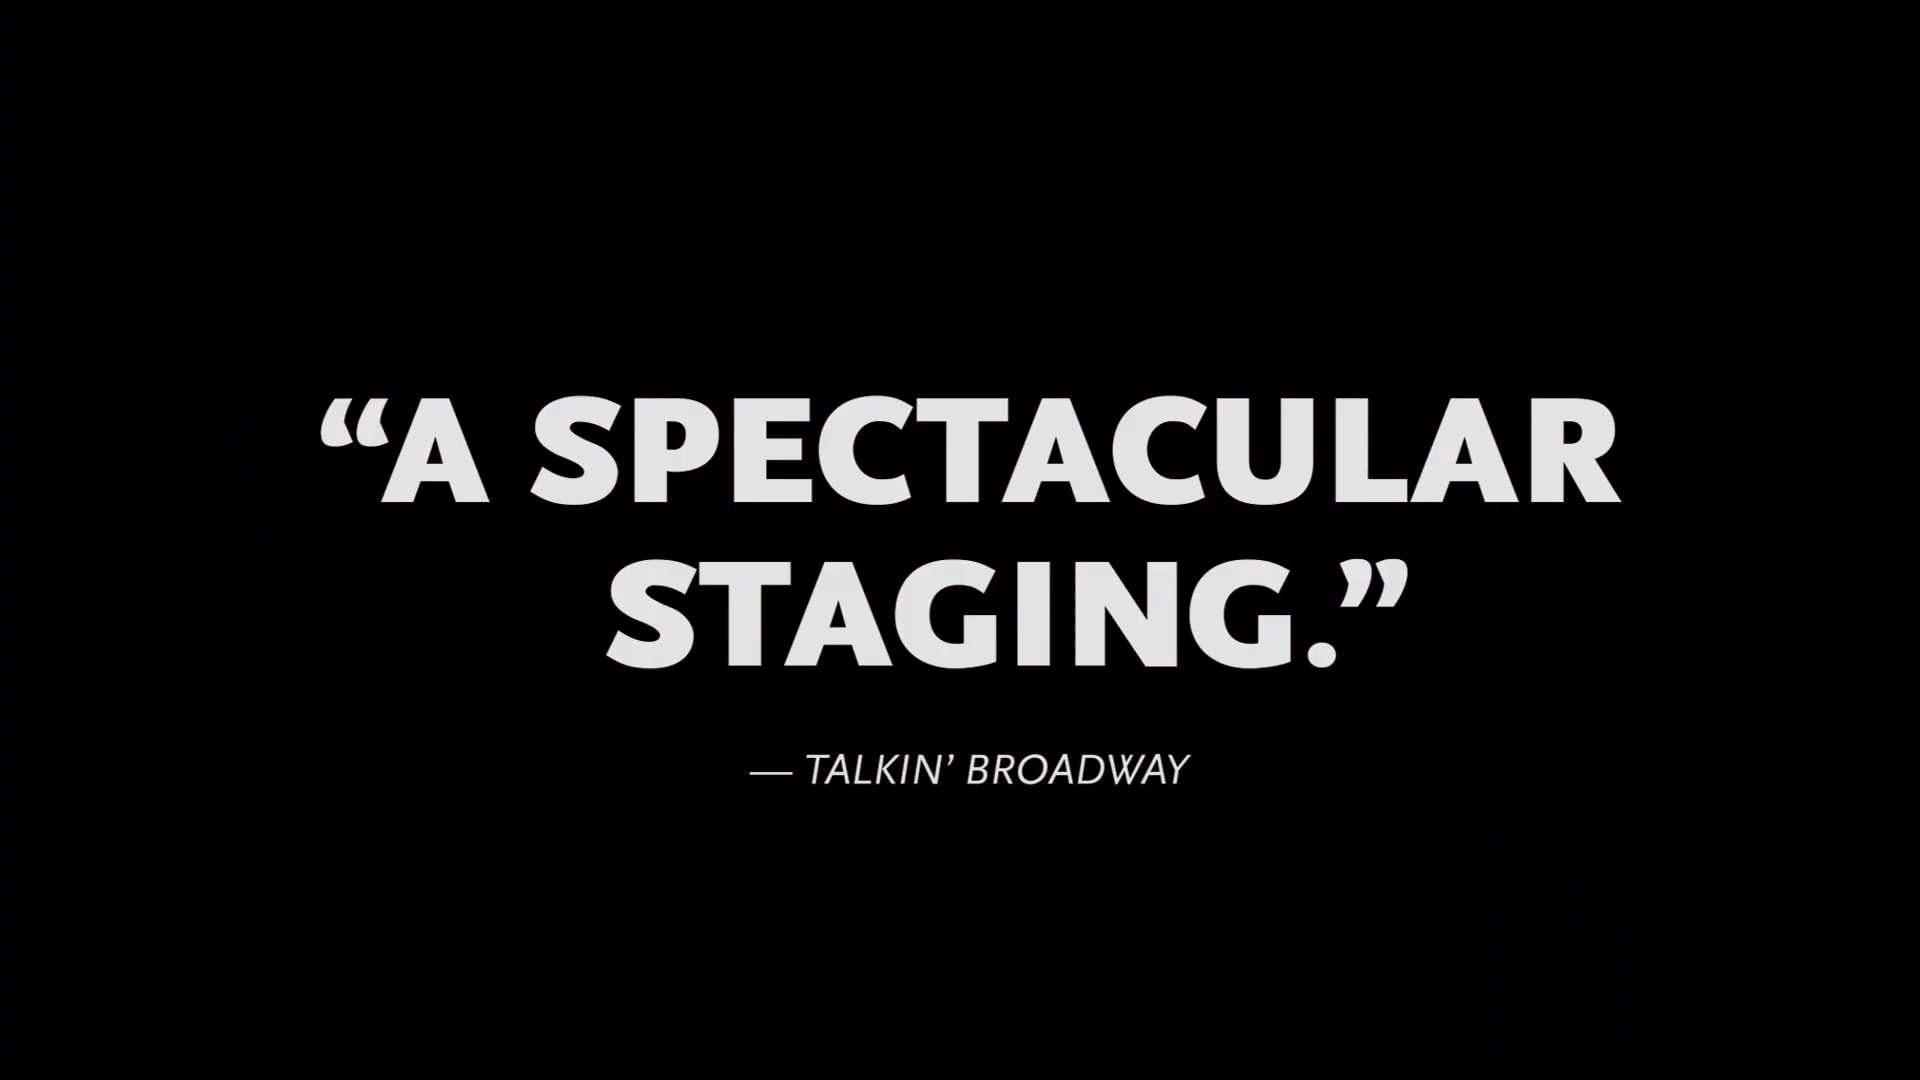 “A SPECTACULAR
STAGING.”
— TALKIN’ BROADWAY